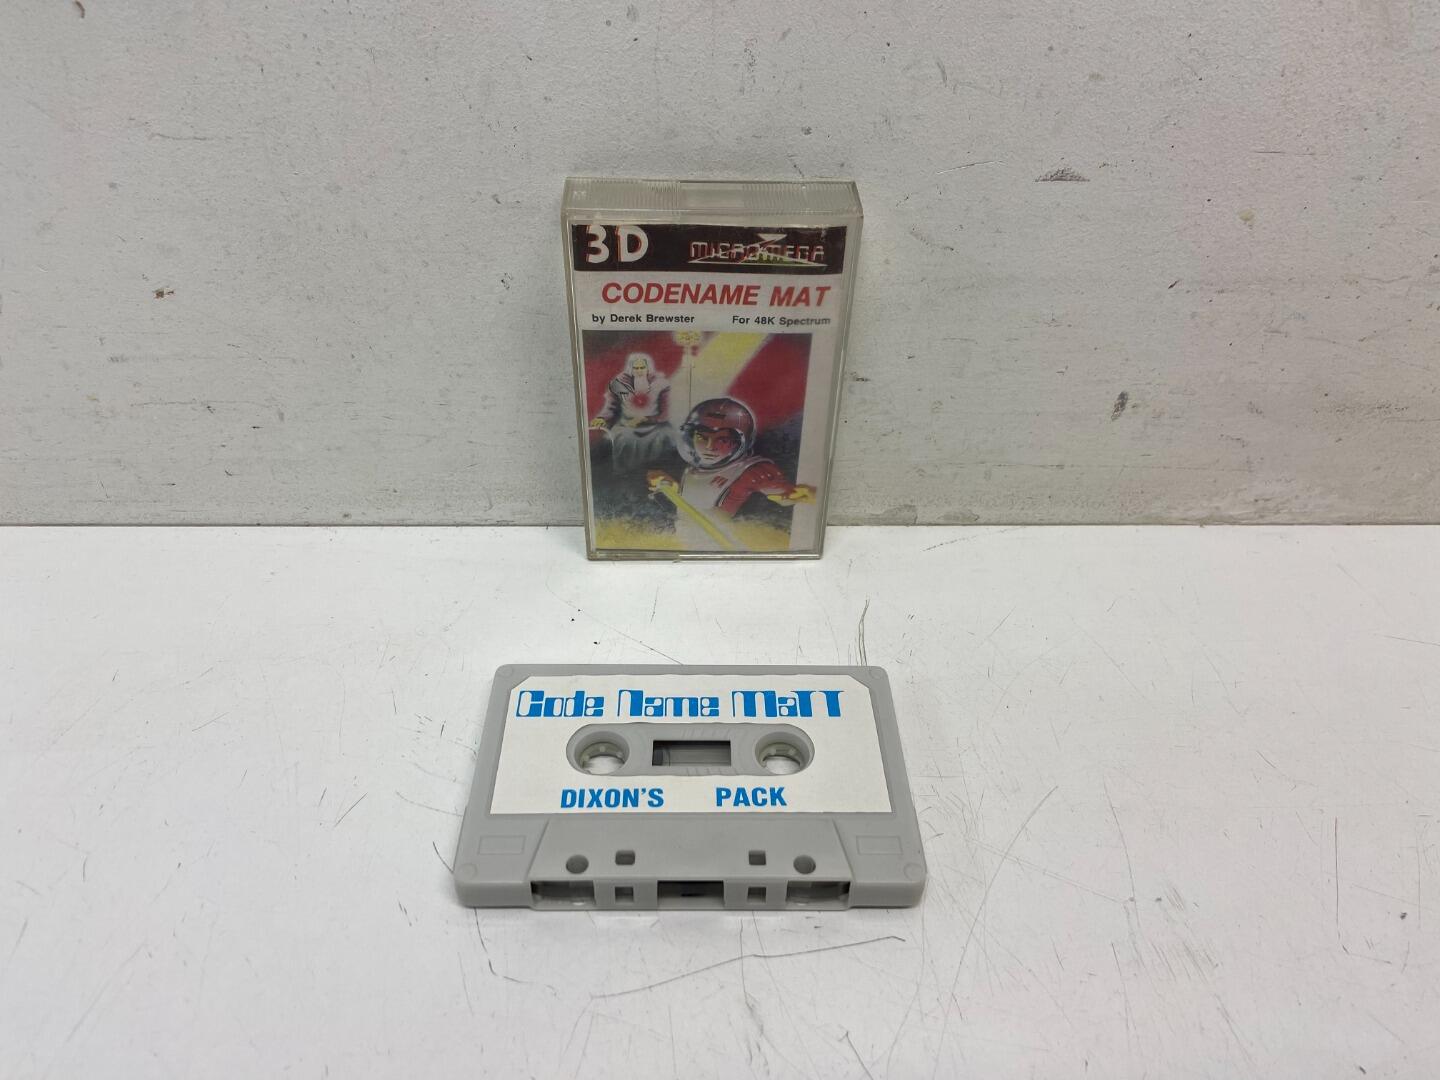 3D MICROMEGA
CODENAME MAT
by Derek Brewster For 48K Spectrum
Code Name MaTT
DIXON'S PACK